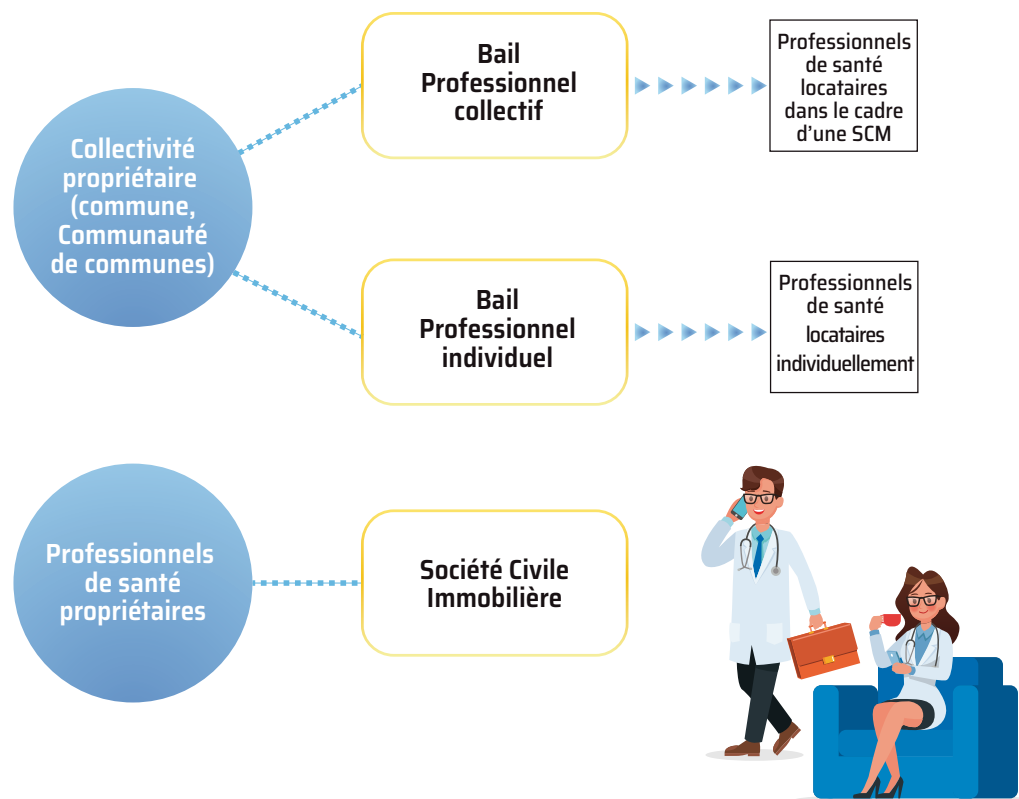 Collectivité
propriétaire
(commune,
Communauté
de communes)
Bail
Professionnel
collectif
Professionnels
de santé
locataires
dans le cadre
d'une SCM
Bail
Professionnel
individuel
Professionnels
de santé
locataires
individuellement
Professionnels
de santé
propriétaires
Société Civile
Immobilière